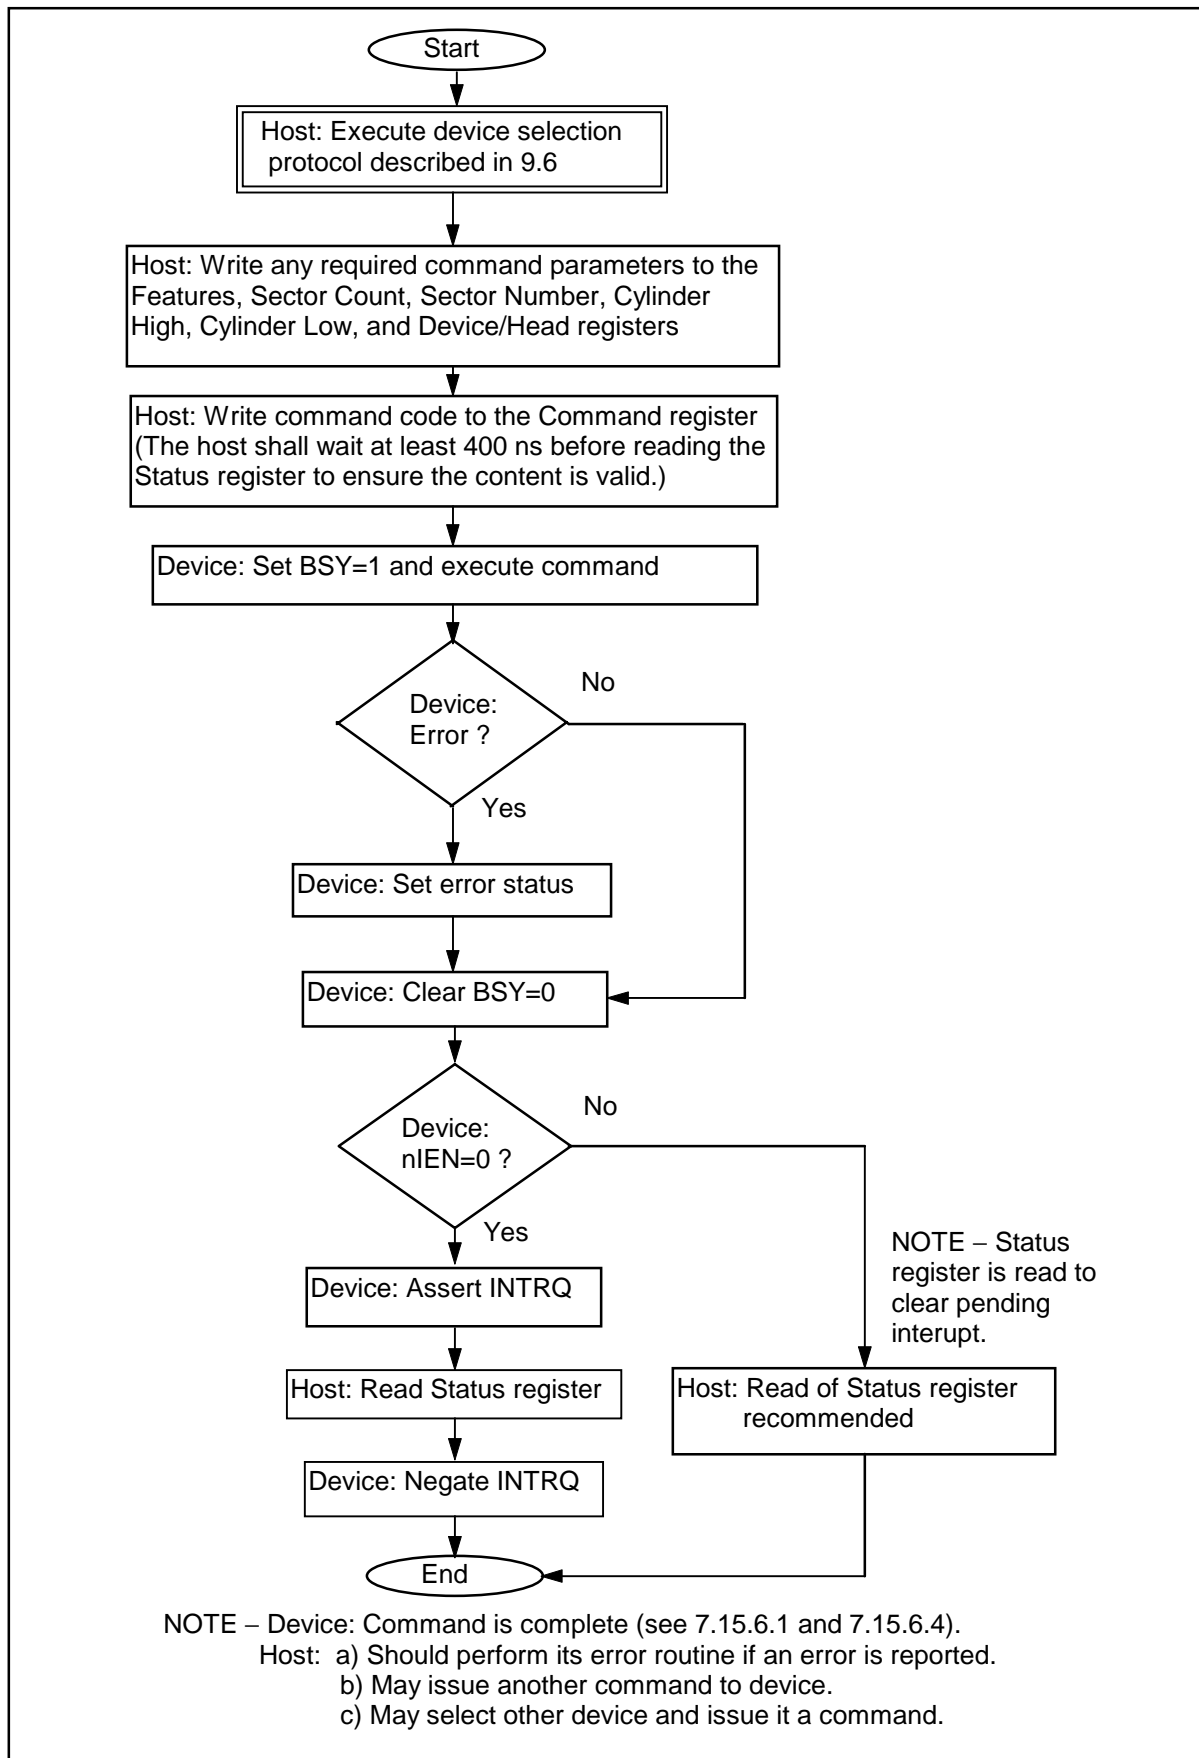 Start
Host: Execute device selection
protocol described in 9.6
Host: Write any required command parameters to the
Features, Sector Count, Sector Number, Cylinder
High, Cylinder Low, and Device/Head registers
Host: Write command code to the Command register
(The host shall wait at least 400 ns before reading the
Status register to ensure the content is valid.)
Device: Set BSY=1 and execute command
Device:
Error ?
No
Yes
Device: Set error status
Device: Clear BSY=0
Device:
nIEN=0 ?
No
Yes
Device: Assert INTRQ
NOTE – Status
register is read to
clear pending
interupt.
Host: Read Status register
Host: Read of Status register
recommended
Device: Negate INTRQ
End
NOTE – Device: Command is complete (see 7.15.6.1 and 7.15.6.4).
Host: a) Should perform its error routine if an error is reported.
b) May issue another command to device.
c) May select other device and issue it a command.